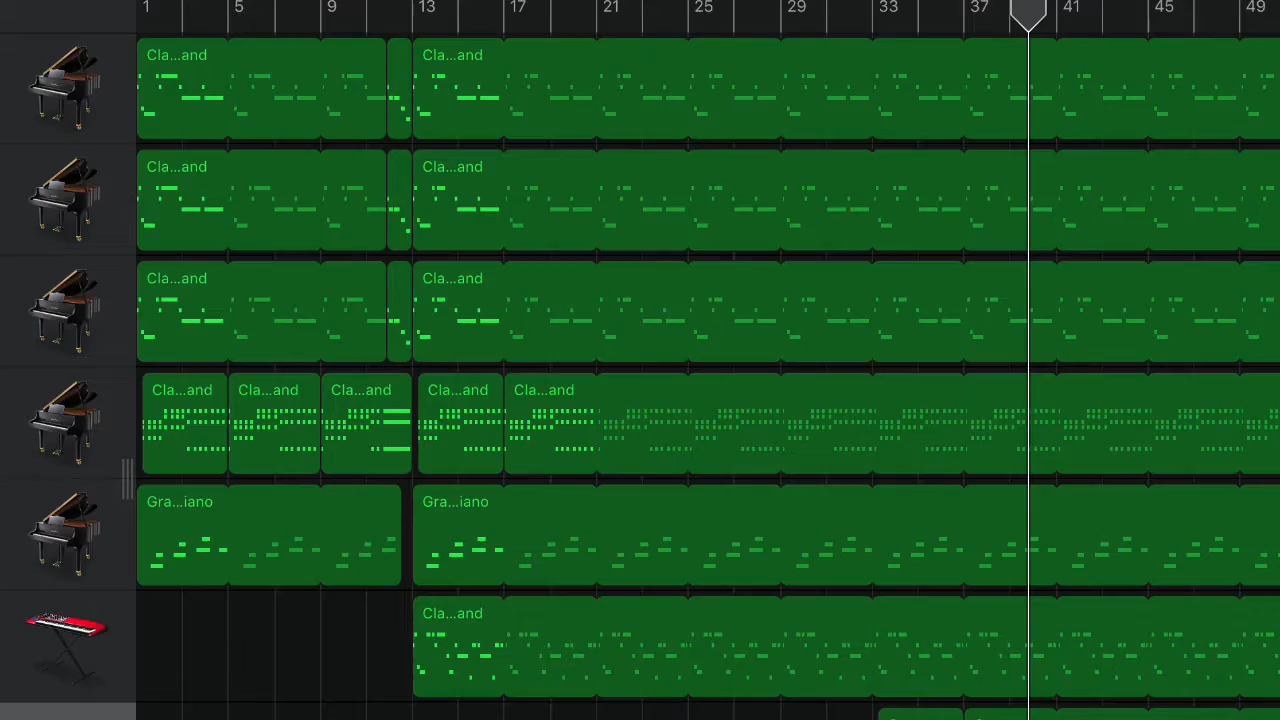 1 5 9 13 17 21 25 29 33 37 41 45 49
Cla...and Cla...and
Cla...and Cla...and
Cla...and Cla...and
Cla...and Cla...and Cla...and Cla...and Cla...and
Gra...iano Gra...iano
Cla...and